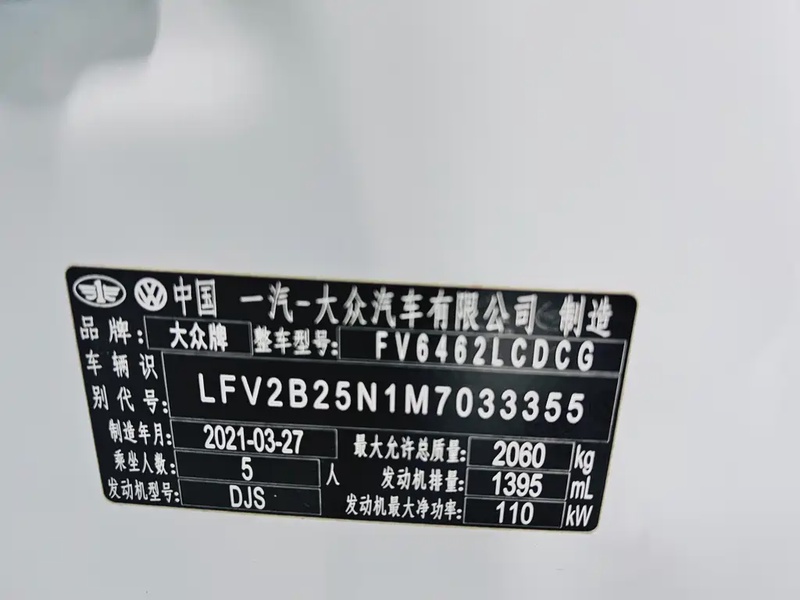 中国 一汽-大众汽车有限公司 制造
品牌: 大众牌 整车型号: FV6462LCDCG
车辆识别代号: LFV2B25N1M7033355
制造年月: 2021-03-27 最大允许总质量: 2060 kg
乘坐人数: 5 人 发动机排量: 1395 mL
发动机型号: DJS 发动机最大净功率: 110 kW